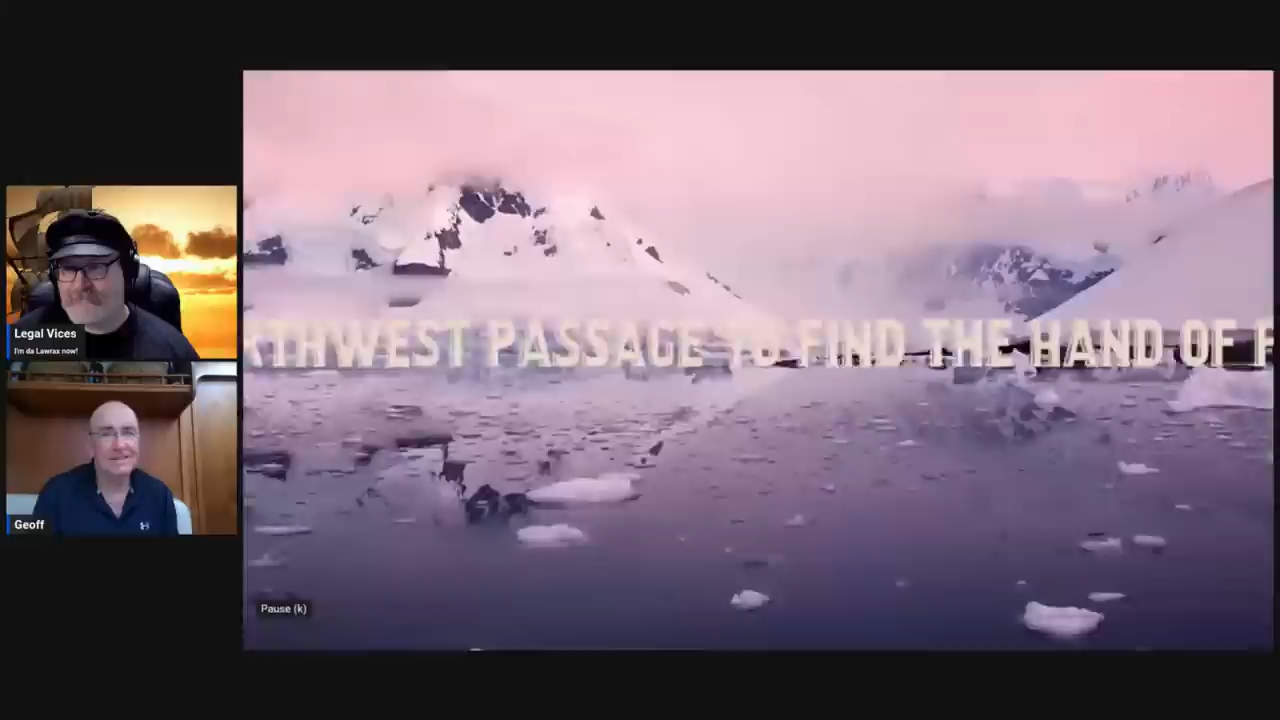 RTHWEST PASSAGE TO FIND THE HAND OF F
Legal Vices
I'm da Lawrax now!
Geoff
Pause (k)